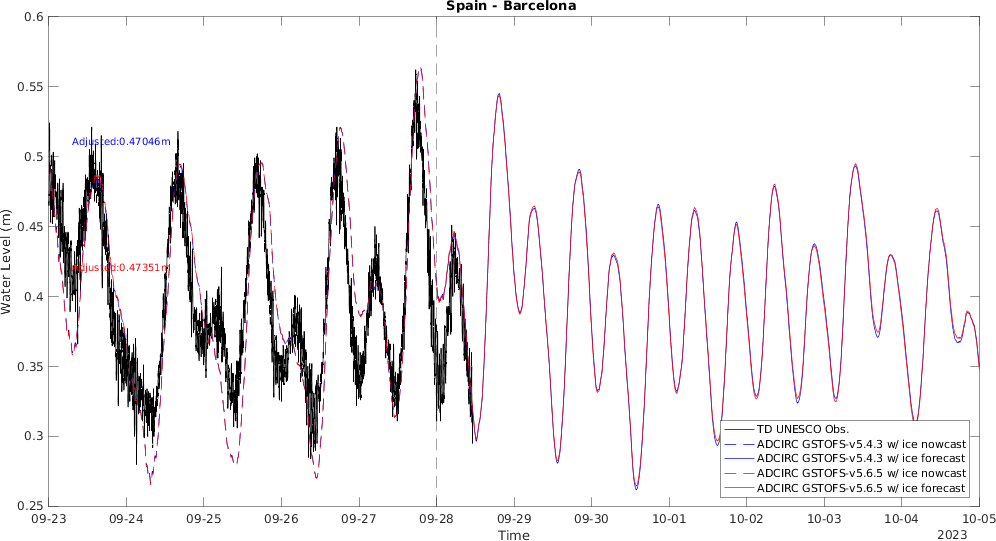 Spain - Barcelona
0.6
0.55
0.5
0.45
0.4
0.35
0.3
0.25
Water Level (m)
Adjusted:0.47046m
Adjusted:0.47351m
TD UNESCO Obs.
ADCIRC GSTOFS-v5.4.3 w/ ice nowcast
ADCIRC GSTOFS-v5.4.3 w/ ice forecast
ADCIRC GSTOFS-v5.6.5 w/ ice nowcast
ADCIRC GSTOFS-v5.6.5 w/ ice forecast
09-23 09-24 09-25 09-26 09-27 09-28 09-29 09-30 10-01 10-02 10-03 10-04 10-05
Time
2023